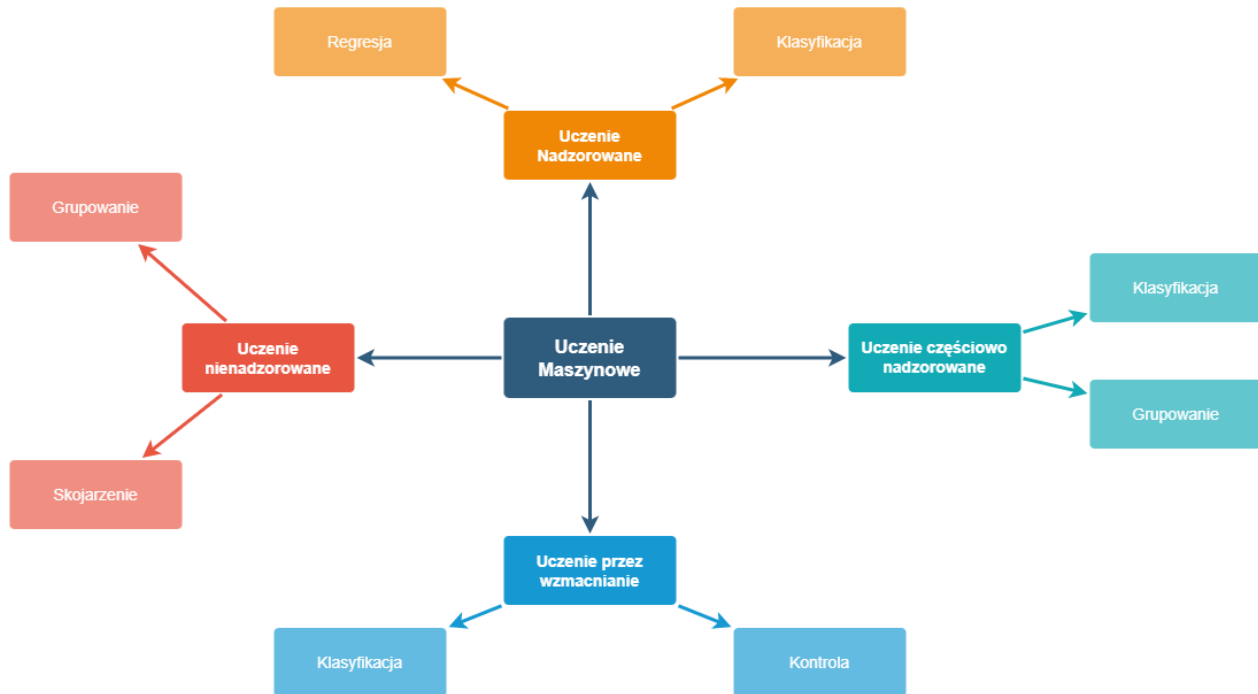 Regresja
Klasyfikacja
Uczenie
Nadzorowane
Grupowanie
Klasyfikacja
Uczenie
nienadzorowane
Uczenie
Maszynowe
Uczenie częściowo
nadzorowane
Grupowanie
Skojarzenie
Uczenie przez
wzmacnianie
Klasyfikacja
Kontrola